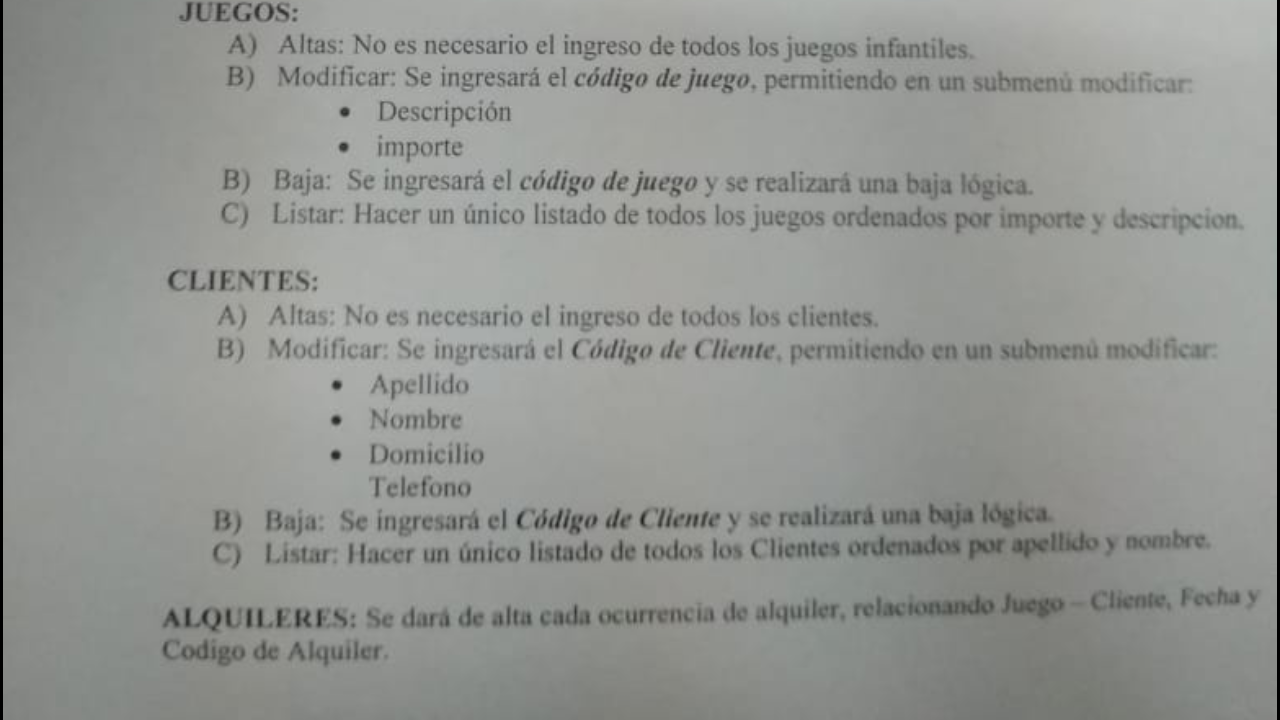 JUEGOS:
A) Altas: No es necesario el ingreso de todos los juegos infantiles.
B) Modificar: Se ingresará el código de juego, permitiendo en un submenú modificar:
• Descripción
• importe
B) Baja: Se ingresará el código de juego y se realizará una baja lógica.
C) Listar: Hacer un único listado de todos los juegos ordenados por importe y descripcion.
CLIENTES:
A) Altas: No es necesario el ingreso de todos los clientes.
B) Modificar: Se ingresará el Código de Cliente, permitiendo en un submenú modificar:
• Apellido
• Nombre
• Domicilio
Telefono
B) Baja: Se ingresará el Código de Cliente y se realizará una baja lógica.
C) Listar: Hacer un único listado de todos los Clientes ordenados por apellido y nombre.
ALQUILERES: Se dará de alta cada ocurrencia de alquiler, relacionando Juego – Cliente, Fecha y
Codigo de Alquiler.